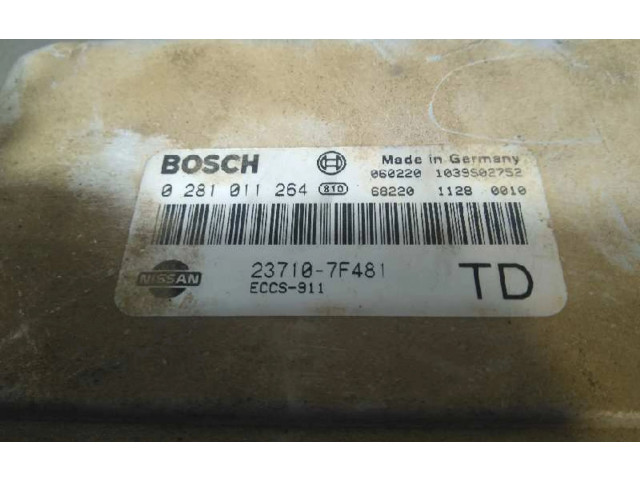 BOSCH Made in Germany
060220 1039S02752
0 281 011 264 810 68220 1128 0010
NISSAN 23710-7F481 TD
ECCS-911